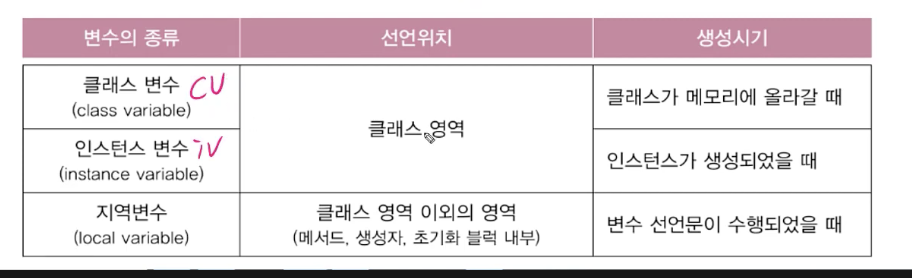 변수의 종류 선언위치 생성시기
클래스 변수 CV
(class variable)
클래스가 메모리에 올라갈 때
클래스 영역
인스턴스 변수 iV
(instance variable)
인스턴스가 생성되었을 때
지역변수
(local variable)
클래스 영역 이외의 영역
(메서드, 생성자, 초기화 블럭 내부)
변수 선언문이 수행되었을 때